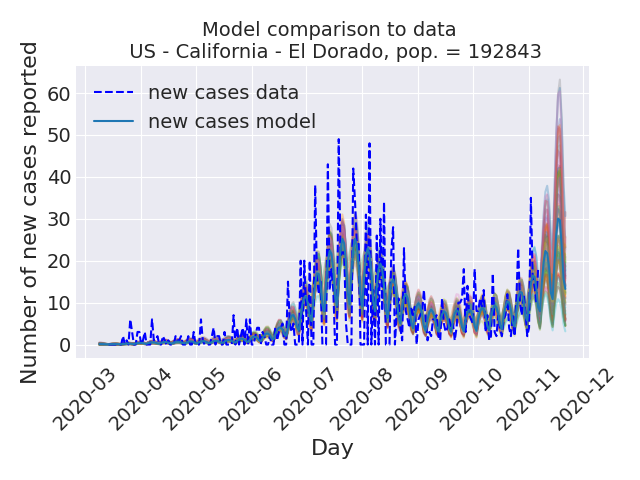 Model comparison to data
US - California - El Dorado, pop. = 192843
Number of new cases reported
60
50
40
30
20
10
0
new cases data
new cases model
2020-03
2020-04
2020-05
2020-06
2020-07
2020-08
2020-09
2020-10
2020-11
2020-12
Day